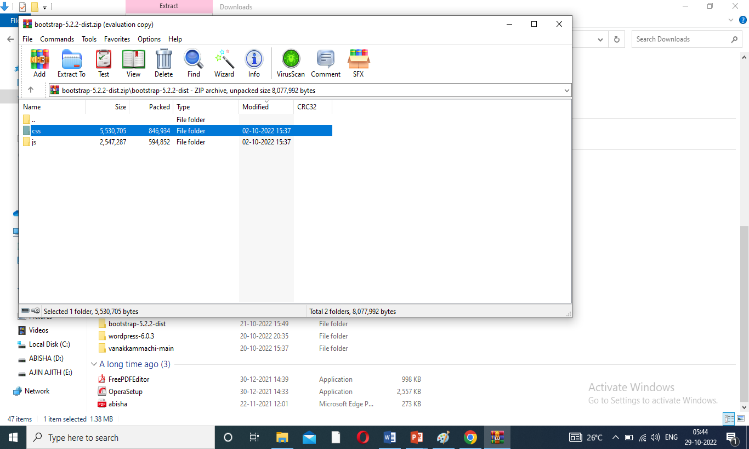 Extract
Downloads
bootstrap-5.2.2-dist.zip (evaluation copy)
File Commands Tools Favorites Options Help
Search Downloads
Add Extract To Test View Delete Find Wizard Info VirusScan Comment SFX
bootstrap-5.2.2-dist.zip\bootstrap-5.2.2-dist - ZIP archive, unpacked size 8,077,992 bytes
Name Size Packed Type Modified CRC32
.. File folder
css 5,530,705 846,934 File folder 02-10-2022 15:37
js 2,547,287 594,852 File folder 02-10-2022 15:37
Selected 1 folder, 5,530,705 bytes Total 2 folders, 8,077,992 bytes
bootstrap-5.2.2-dist 21-10-2022 15:49 File folder
Videos wordpress-6.0.3 20-10-2022 20:35 File folder
Local Disk (C:) vanakkammachi-main 20-10-2022 15:37 File folder
ABISHA (D:) A long time ago (3)
AJIN AJITH (E:) FreePDFEditor 30-12-2021 14:39 Application 998 KB
Network OperaSetup 30-12-2021 14:33 Application 2,557 KB
abisha 22-11-2021 12:01 Microsoft Edge P... 273 KB
Activate Windows
Go to Settings to activate Windows.
47 items 1 item selected 1.38 MB
Type here to search
26°C ENG 05:44
29-10-2022